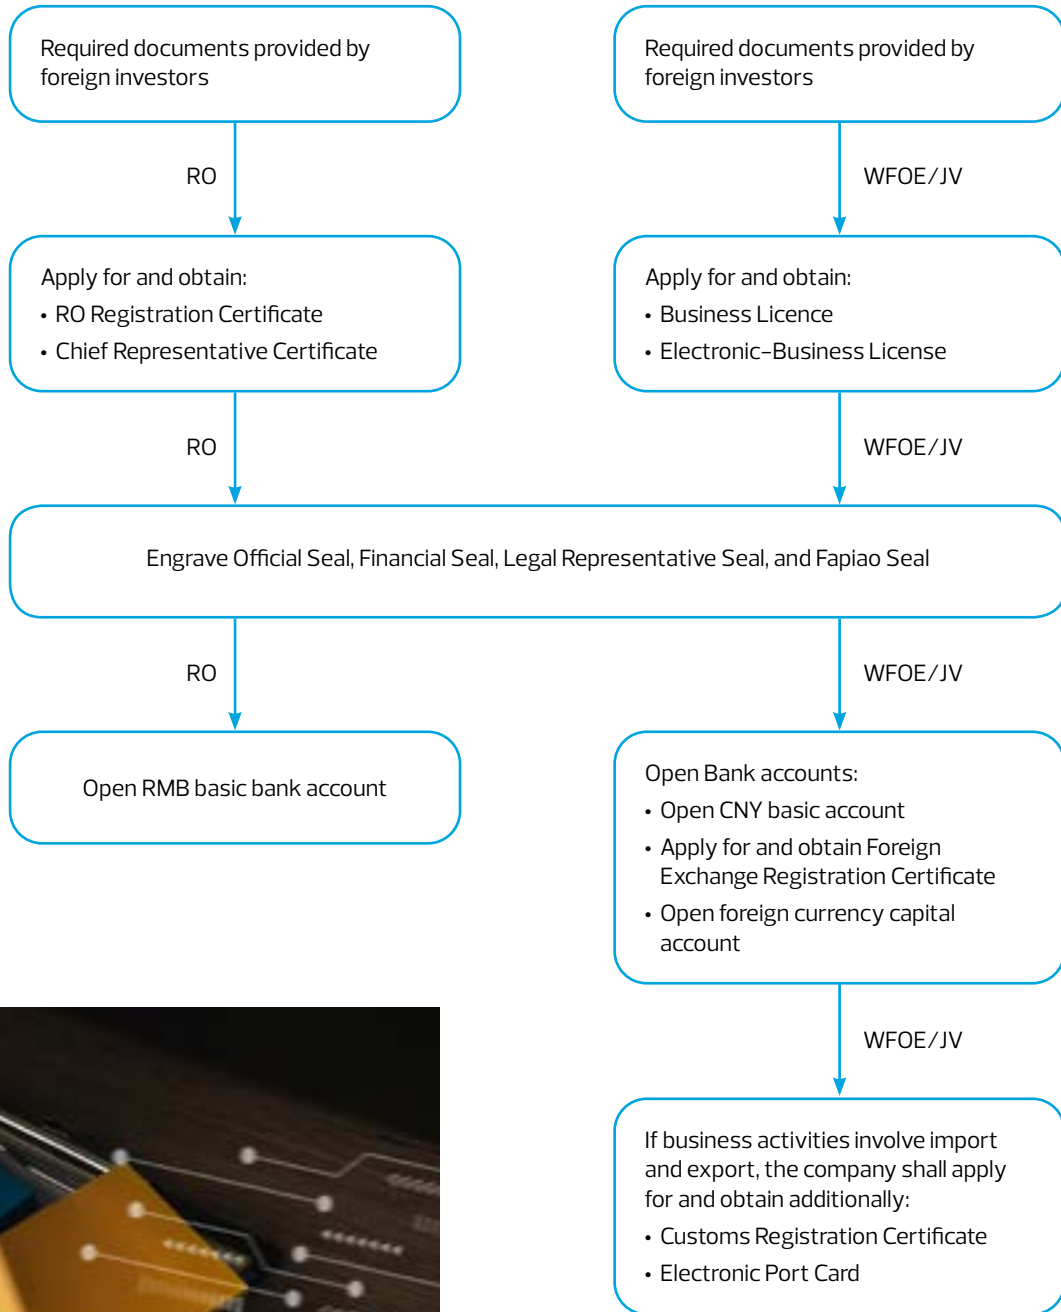 Required documents provided by
foreign investors
Required documents provided by
foreign investors
RO
WFOE/JV
Apply for and obtain:
• RO Registration Certificate
• Chief Representative Certificate
Apply for and obtain:
• Business Licence
• Electronic-Business License
RO
WFOE/JV
Engrave Official Seal, Financial Seal, Legal Representative Seal, and Fapiao Seal
RO
WFOE/JV
Open RMB basic bank account
Open Bank accounts:
• Open CNY basic account
• Apply for and obtain Foreign
Exchange Registration Certificate
• Open foreign currency capital
account
WFOE/JV
If business activities involve import
and export, the company shall apply
for and obtain additionally:
• Customs Registration Certificate
• Electronic Port Card